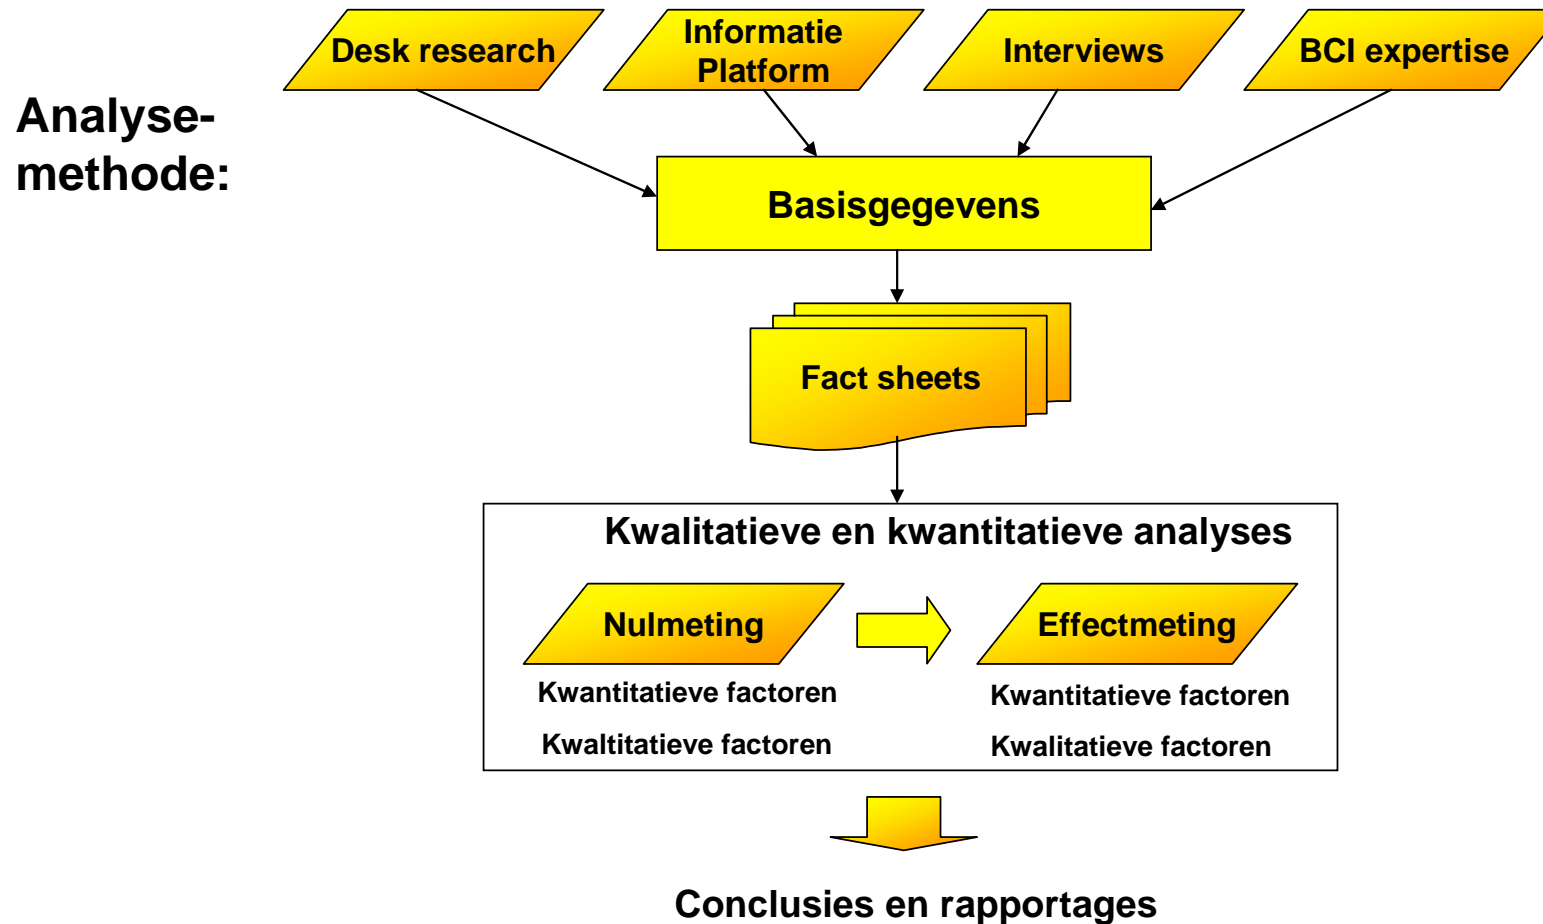 Desk research
Informatie
Platform
Interviews
BCI expertise
Analyse-
methode:
Basisgegevens
Fact sheets
Kwalitatieve en kwantitatieve analyses
Nulmeting
Effectmeting
Kwantitatieve factoren
Kwantitatieve factoren
Kwaltitatieve factoren
Kwalitatieve factoren
Conclusies en rapportages